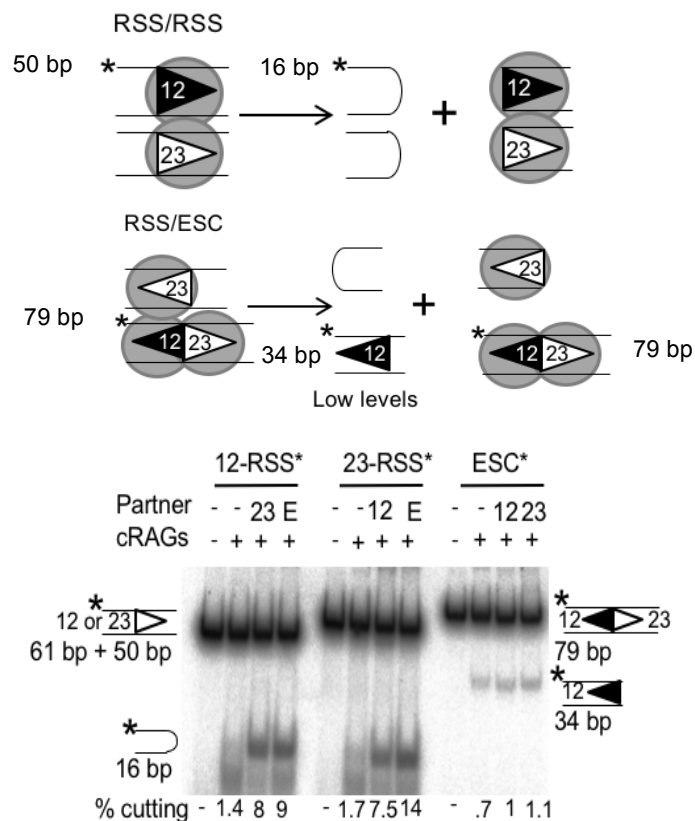 RSS/RSS
50 bp * 12 16 bp * + 12
23 23
RSS/ESC
23 + 23
79 bp * 12 23 34 bp * 12 * 12 23 79 bp
Low levels
12-RSS* 23-RSS* ESC*
Partner - - 23 E - - 12 E - - 12 23
cRAGs - + + + - + + + - + + +
* *
12 or 23 12 23
61 bp + 50 bp 79 bp
* *
12
16 bp 34 bp
% cutting - 1.4 8 9 - 1.7 7.5 14 - .7 1 1.1